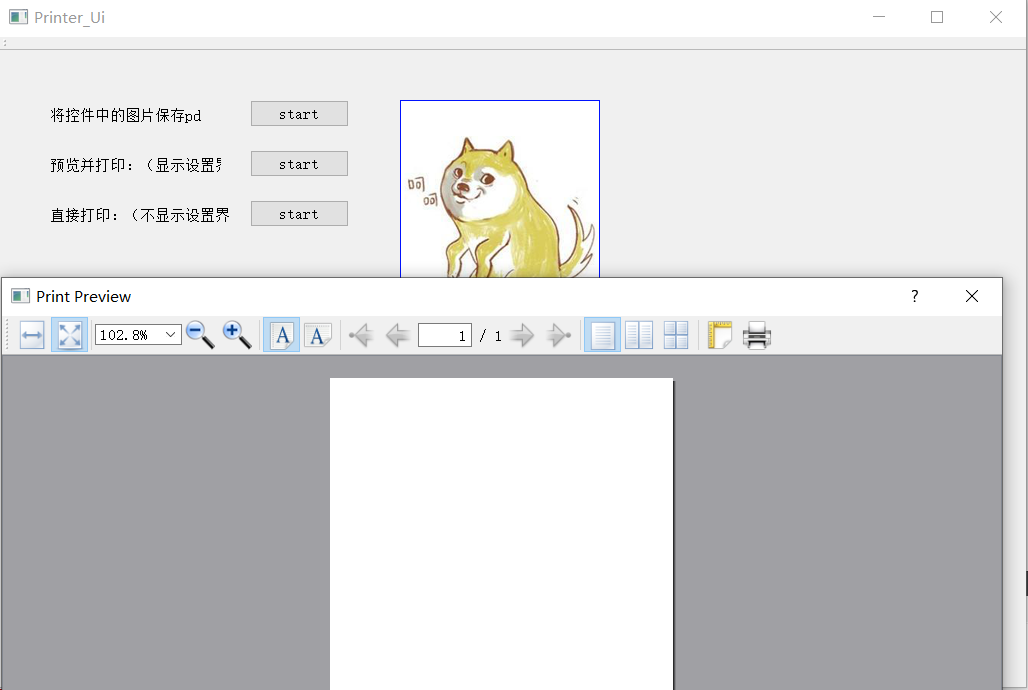 Printer_Ui
将控件中的图片保存pd
start
预览并打印：（显示设置
start
直接打印：（不显示设置界
start
呵
呵
Print Preview
?
102.8%
A
A
1 / 1